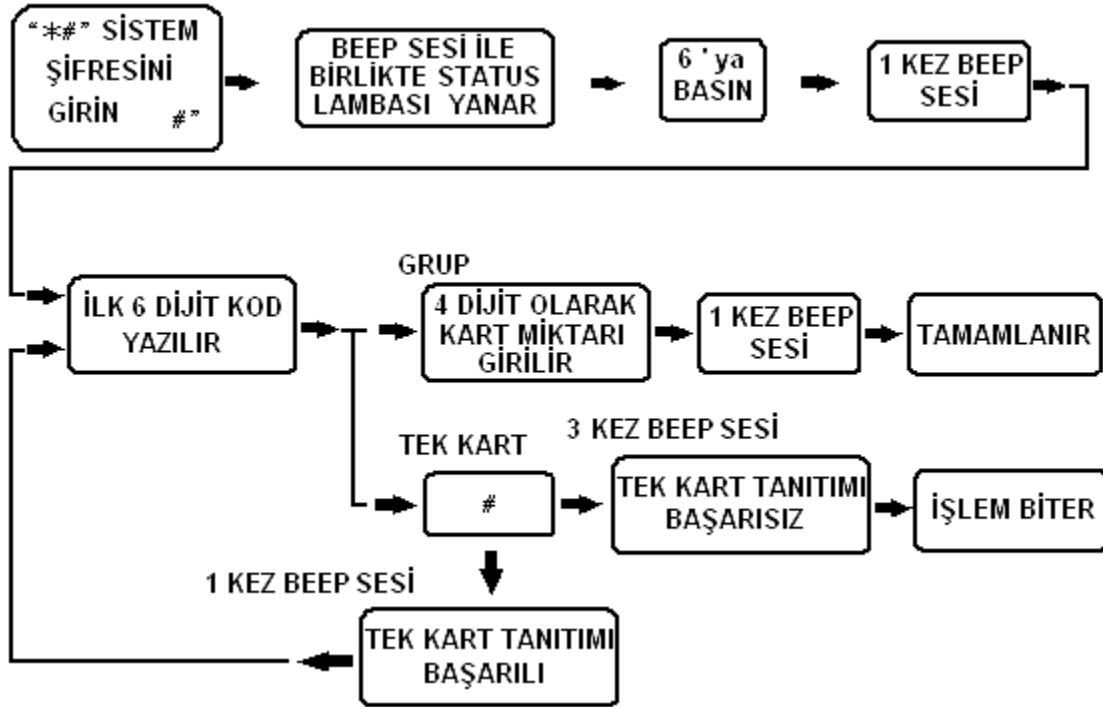 “*#” SİSTEM
ŞİFRESİNİ
GİRİN #”
BEEP SESİ İLE
BİRLİKTE STATUS
LAMBASI YANAR
6 ' ya
BASIN
1 KEZ BEEP
SESİ
İLK 6 DİJİT KOD
YAZILIR
GRUP
4 DİJİT OLARAK
KART MİKTARI
GİRİLİR
1 KEZ BEEP
SESİ
TAMAMLANIR
TEK KART
#
3 KEZ BEEP SESİ
TEK KART TANITIMI
BAŞARISIZ
İŞLEM BİTER
1 KEZ BEEP SESİ
TEK KART TANITIMI
BAŞARILI